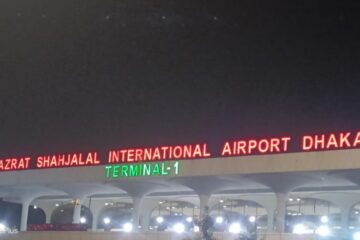 AZRAT SHAHJALAL INTERNATIONAL AIRPORT DHAKA
TERMINAL-1